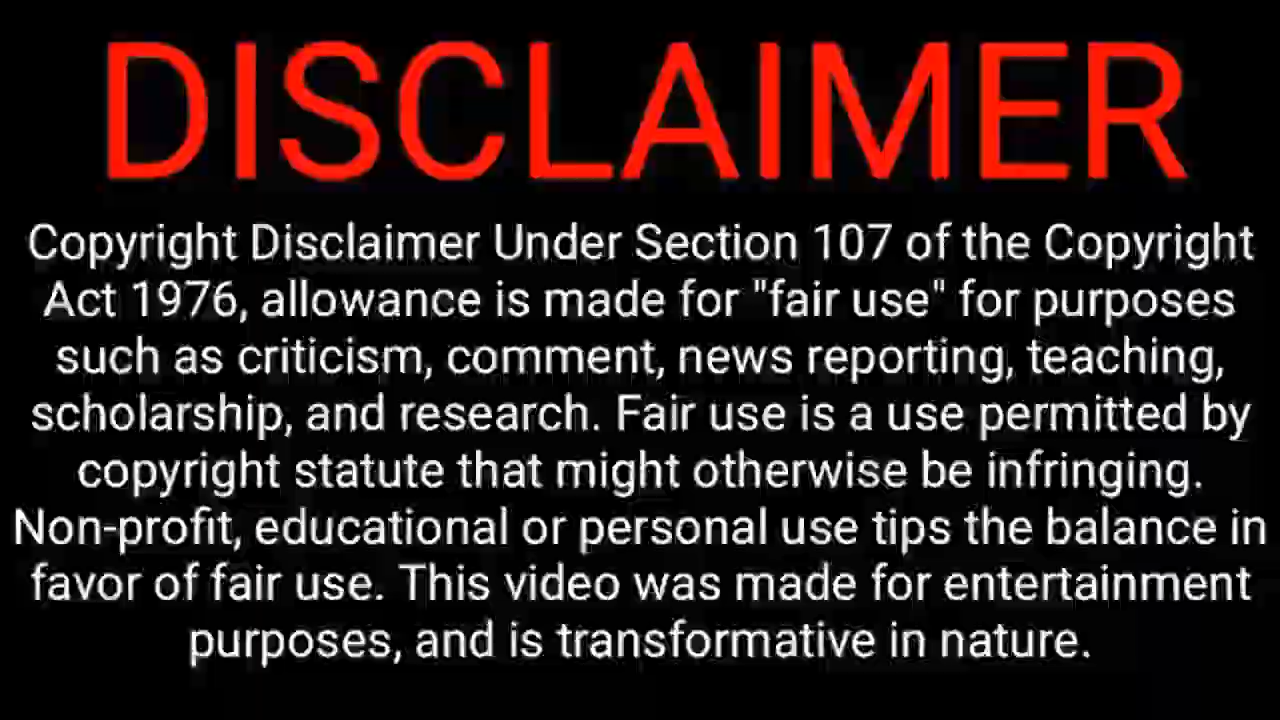 DISCLAIMER
Copyright Disclaimer Under Section 107 of the Copyright
Act 1976, allowance is made for "fair use" for purposes
such as criticism, comment, news reporting, teaching,
scholarship, and research. Fair use is a use permitted by
copyright statute that might otherwise be infringing.
Non-profit, educational or personal use tips the balance in
favor of fair use. This video was made for entertainment
purposes, and is transformative in nature.